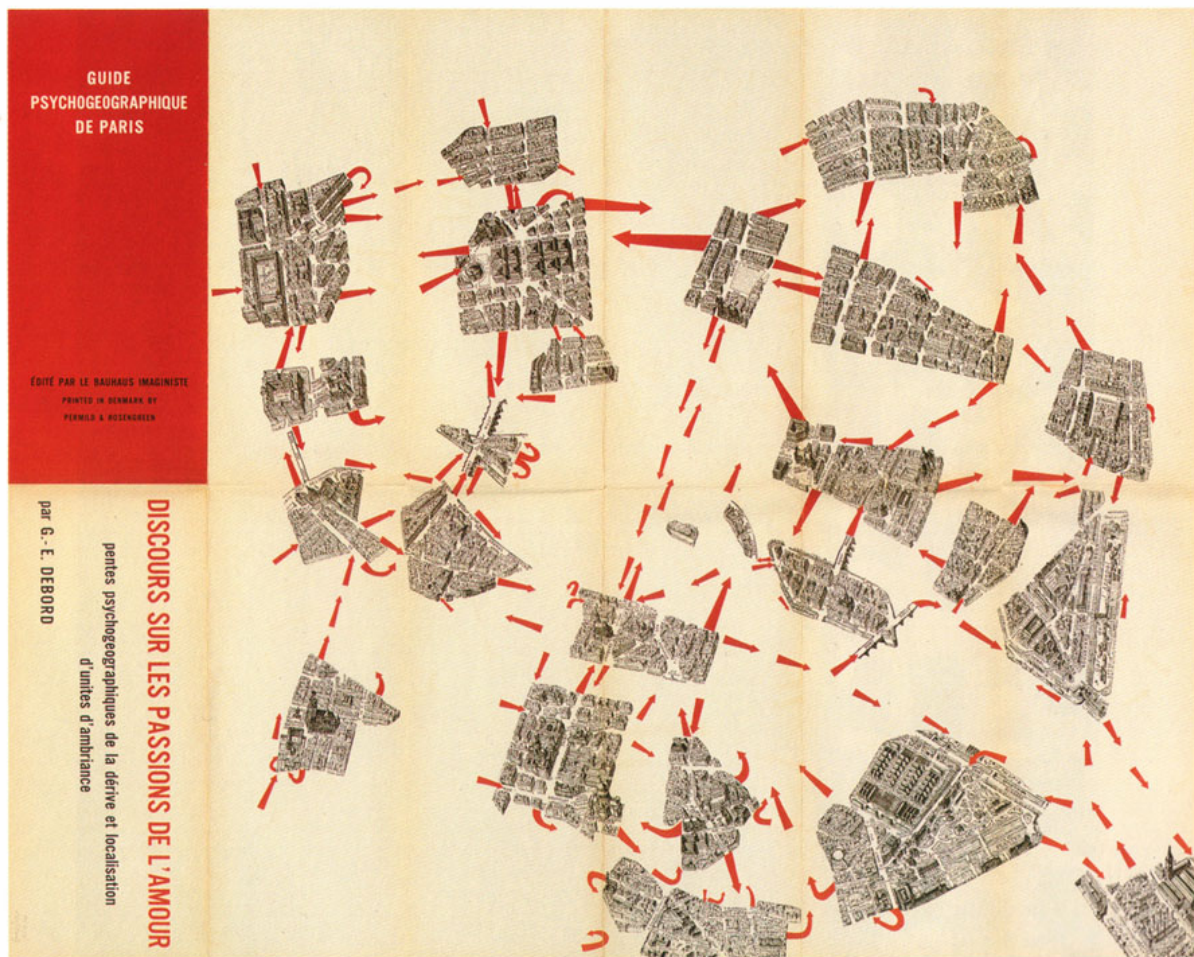 GUIDE
PSYCHOGEOGRAPHIQUE
DE PARIS
ÉDITÉ PAR LE BAUHAUS IMAGINISTE
PRINTED IN DENMARK BY
PERMILD & ROSENGREEN
DISCOURS SUR LES PASSIONS DE L'AMOUR
pentes psychogeographiques de la dérive et localisation
d'unites d'ambriance
par G.-E. DEBORD